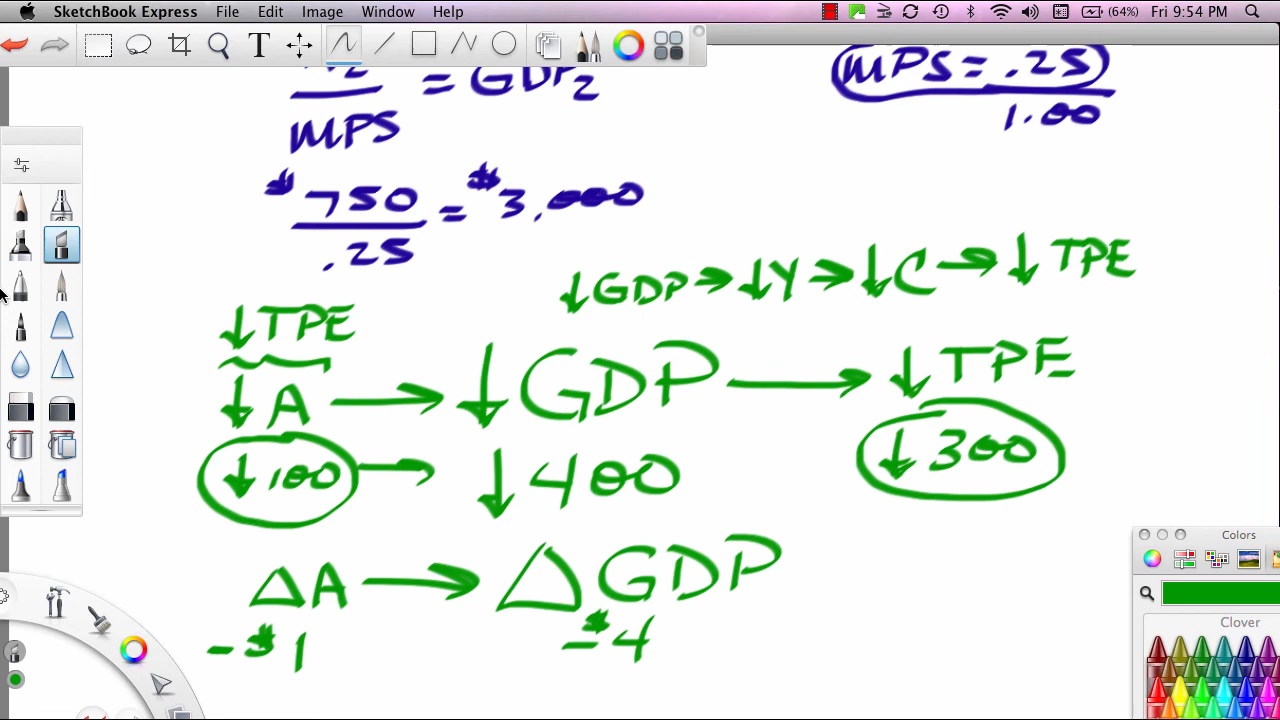 SketchBook Express File Edit Image Window Help (64%) Fri 9:54 PM
T
= GDP2
MPS
MPS = .25
1.00
$750 = $3,000
.25
↓GDP → ↓Y → ↓C → ↓TPE
↓TPE
↓A → ↓GDP → ↓TPE
↓100 → ↓400 ↓300
ΔA → ΔGDP
-$1 -$4
Colors
Clover